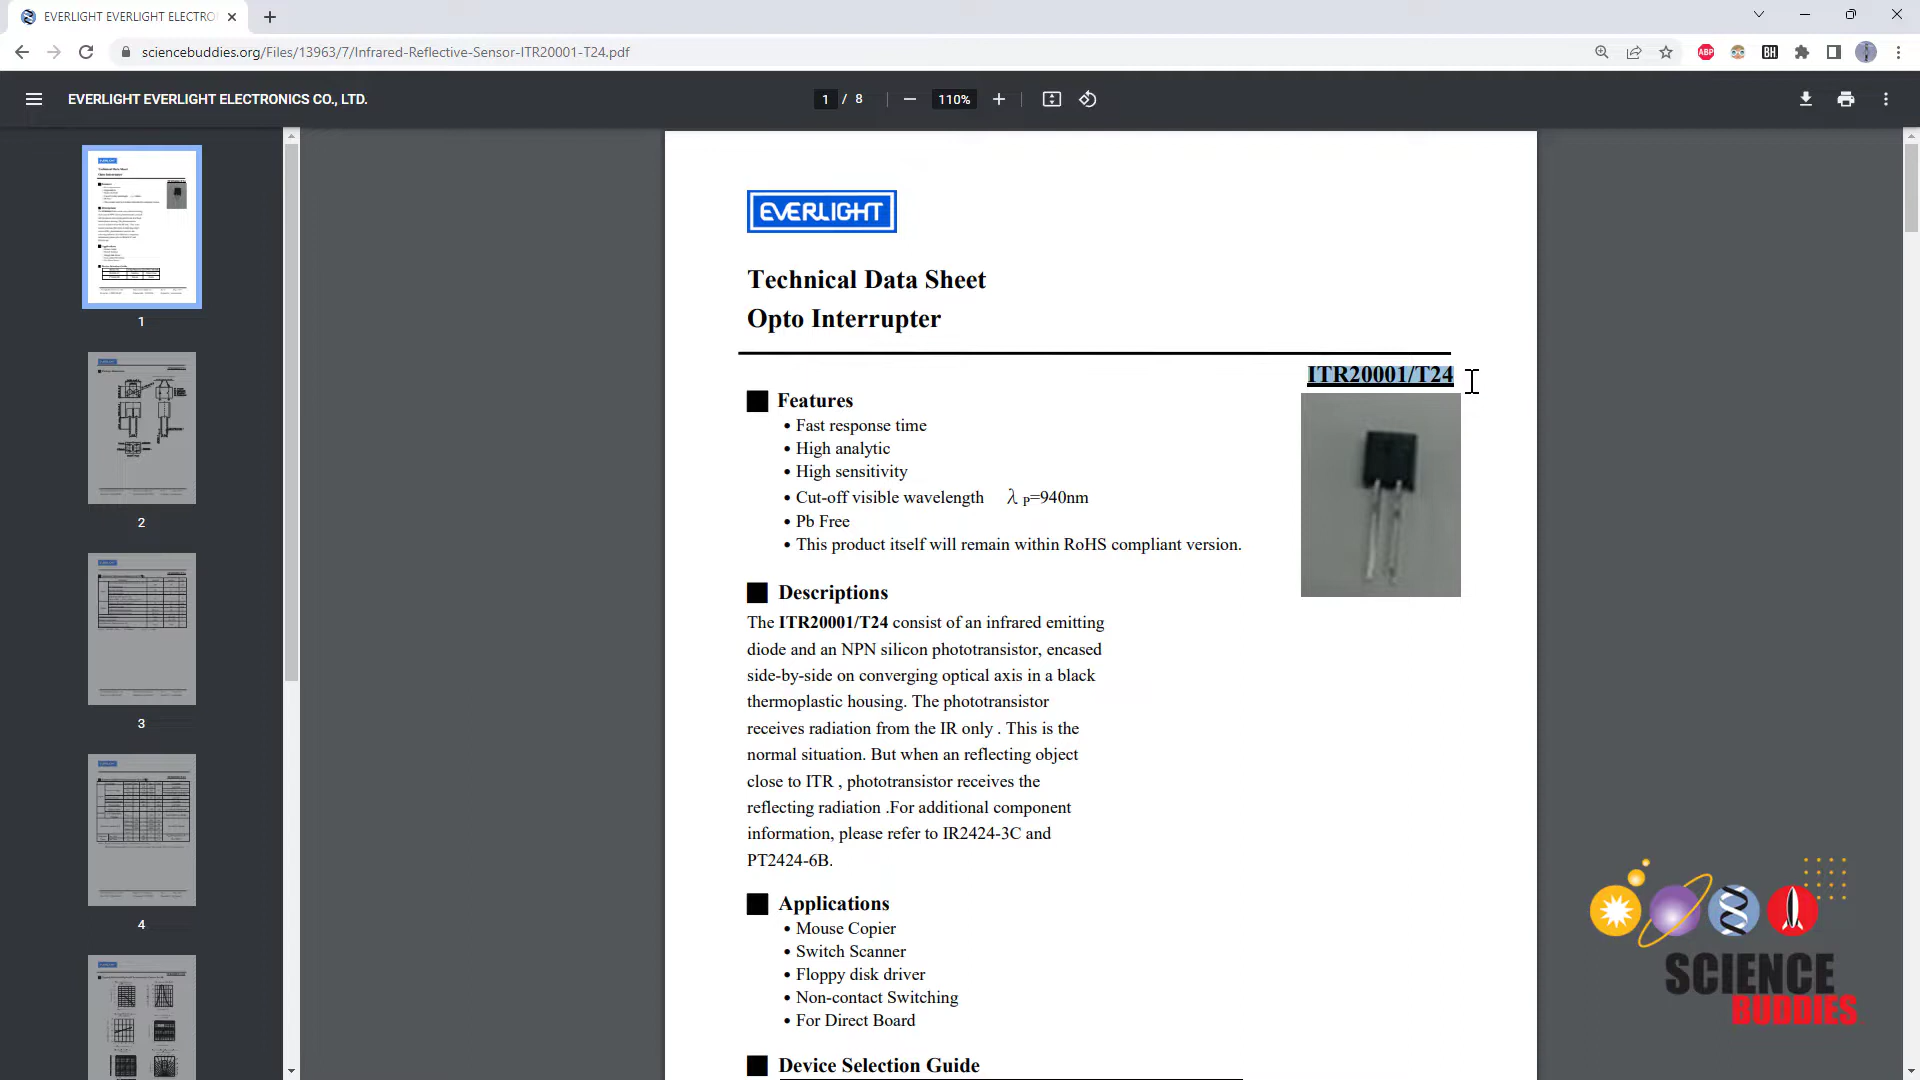 EVERLIGHT EVERLIGHT ELECTRO
sciencebuddies.org/Files/13963/7/Infrared-Reflective-Sensor-ITR20001-T24.pdf
ABP
BH
EVERLIGHT EVERLIGHT ELECTRONICS CO., LTD.
1 / 8
110%
1
2
3
4
EVERLIGHT
Technical Data Sheet
Opto Interrupter
ITR20001/T24
Features
• Fast response time
• High analytic
• High sensitivity
• Cut-off visible wavelength λ P=940nm
• Pb Free
• This product itself will remain within RoHS compliant version.
Descriptions
The ITR20001/T24 consist of an infrared emitting
diode and an NPN silicon phototransistor, encased
side-by-side on converging optical axis in a black
thermoplastic housing. The phototransistor
receives radiation from the IR only . This is the
normal situation. But when an reflecting object
close to ITR , phototransistor receives the
reflecting radiation .For additional component
information, please refer to IR2424-3C and
PT2424-6B.
Applications
• Mouse Copier
• Switch Scanner
• Floppy disk driver
• Non-contact Switching
• For Direct Board
Device Selection Guide
SCIENCE
BUDDIES